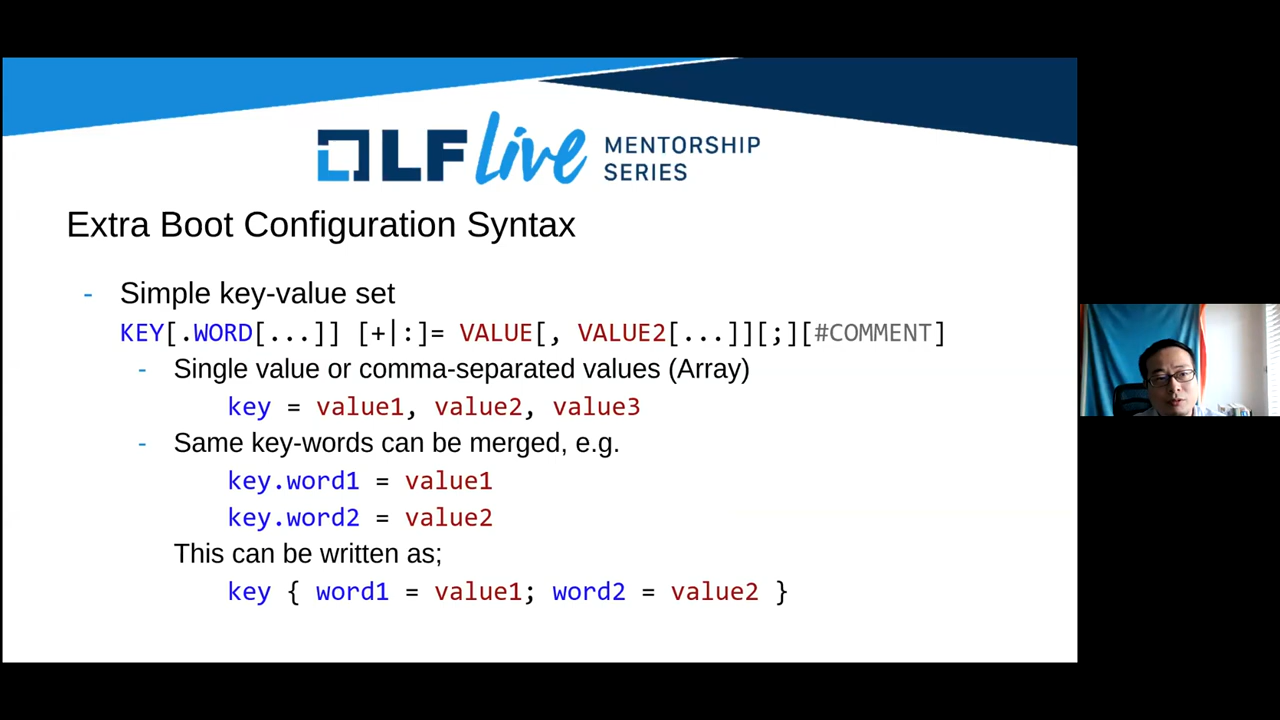 LF Live MENTORSHIP
SERIES
Extra Boot Configuration Syntax
- Simple key-value set
KEY[.WORD[...]] [+|:]= VALUE[, VALUE2[...]][;][#COMMENT]
- Single value or comma-separated values (Array)
key = value1, value2, value3
- Same key-words can be merged, e.g.
key.word1 = value1
key.word2 = value2
This can be written as;
key { word1 = value1; word2 = value2 }